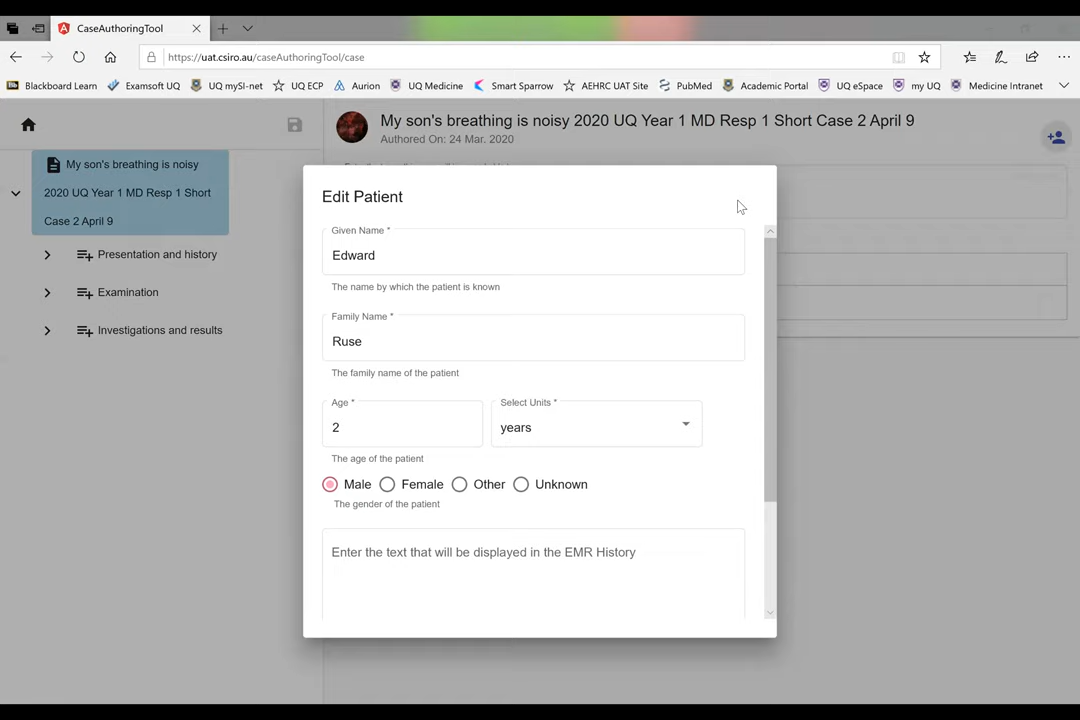 CaseAuthoringTool
https://uat.csiro.au/caseAuthoringTool/case
Blackboard Learn Examsoft UQ UQ mySI-net UQ ECP Aurion UQ Medicine Smart Sparrow AEHRC UAT Site PubMed Academic Portal UQ eSpace my UQ Medicine Intranet
My son's breathing is noisy 2020 UQ Year 1 MD Resp 1 Short Case 2 April 9
Authored On: 24 Mar. 2020
My son's breathing is noisy
2020 UQ Year 1 MD Resp 1 Short
Case 2 April 9
Presentation and history
Examination
Investigations and results
Edit Patient
Given Name *
Edward
The name by which the patient is known
Family Name *
Ruse
The family name of the patient
Age *
2
Select Units *
years
The age of the patient
Male Female Other Unknown
The gender of the patient
Enter the text that will be displayed in the EMR History